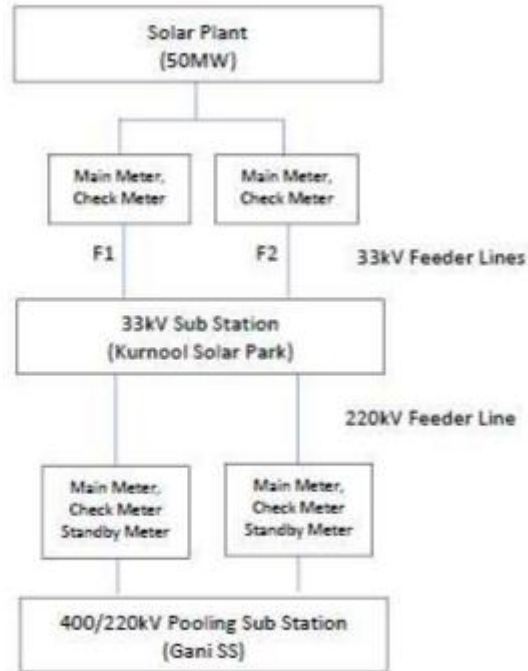 Solar Plant
(50MW)
Main Meter,
Check Meter
Main Meter,
Check Meter
F1
F2
33kV Feeder Lines
33kV Sub Station
(Kurnool Solar Park)
220kV Feeder Line
Main Meter,
Check Meter
Standby Meter
Main Meter,
Check Meter
Standby Meter
400/220kV Pooling Sub Station
(Gani SS)